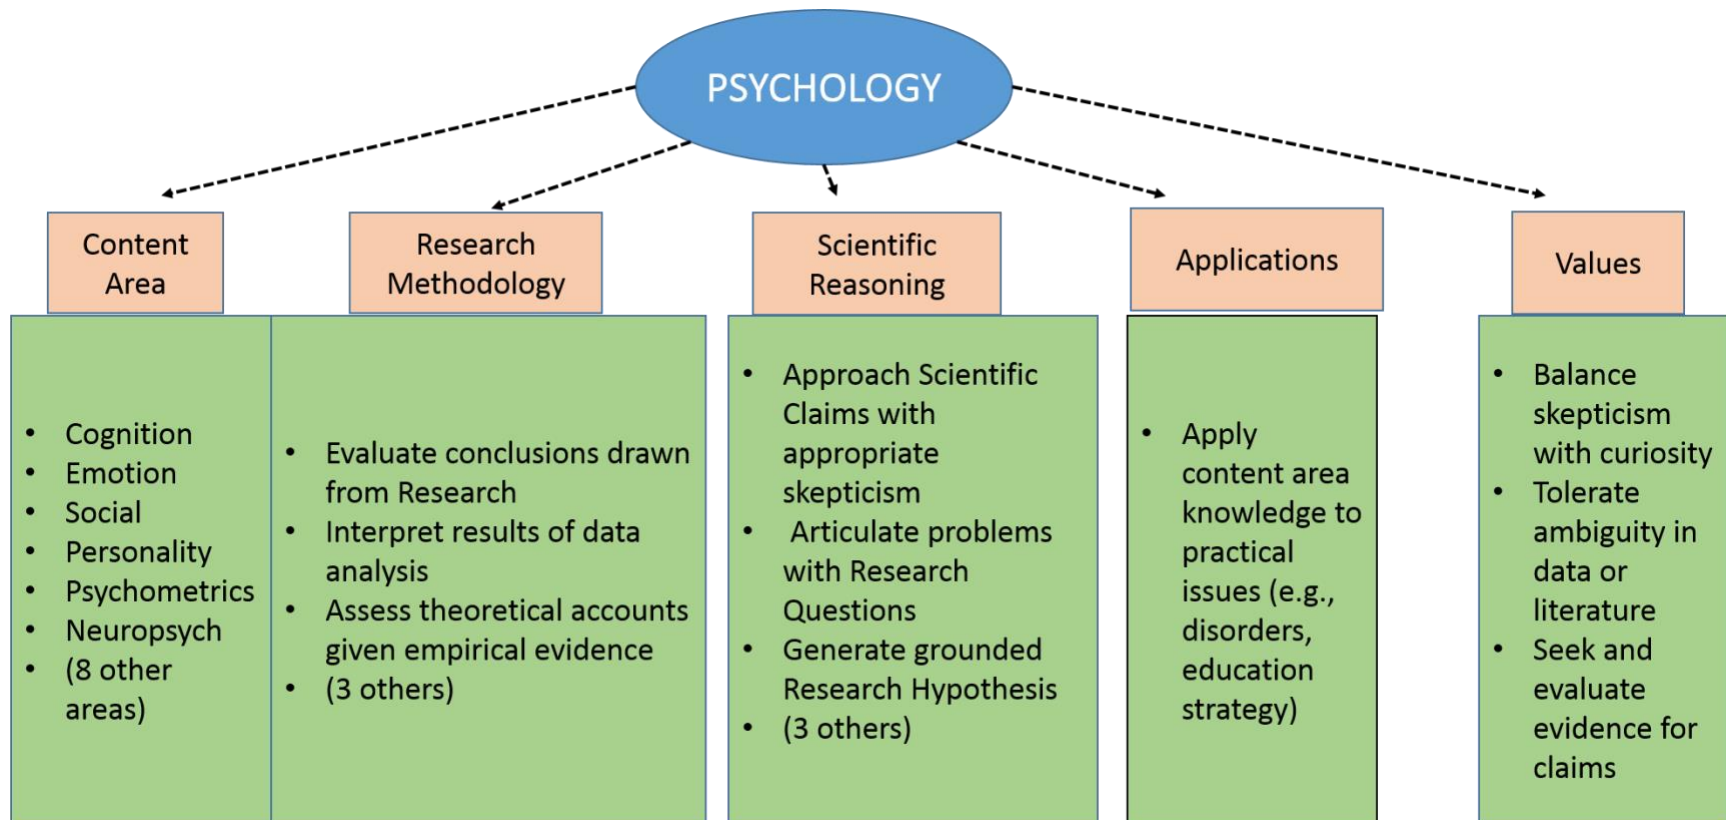 PSYCHOLOGY
Content
Area
• Cognition
• Emotion
• Social
• Personality
• Psychometrics
• Neuropsych
• (8 other
areas)
Research
Methodology
• Evaluate conclusions drawn
from Research
• Interpret results of data
analysis
• Assess theoretical accounts
given empirical evidence
• (3 others)
Scientific
Reasoning
• Approach Scientific
Claims with
appropriate
skepticism
• Articulate problems
with Research
Questions
• Generate grounded
Research Hypothesis
• (3 others)
Applications
• Apply
content area
knowledge to
practical
issues (e.g.,
disorders,
education
strategy)
Values
• Balance
skepticism
with curiosity
• Tolerate
ambiguity in
data or
literature
• Seek and
evaluate
evidence for
claims